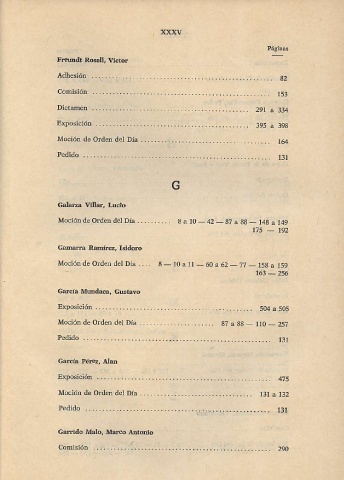 XXXV
Páginas
Ferundt Rosell, Víctor
Adhesión ........................................ 82
Comisión ........................................ 153
Dictamen ........................................ 291 a 334
Exposición ...................................... 395 a 398
Moción de Orden del Día ......................... 164
Pedido .......................................... 131
G
Galarza Villar, Lucio
Moción de Orden del Día .......... 8 a 10 — 42 — 87 a 88 — 148 a 149
175 — 192
Gamarra Ramírez, Isidoro
Moción de Orden del Día .... 8 — 10 a 11 — 60 a 62 — 77 — 158 a 159
163 — 256
García Mundaca, Gustavo
Exposición ...................................... 504 a 505
Moción de Orden del Día ................ 87 a 88 — 110 — 257
Pedido .......................................... 131
García Pérez, Alan
Exposición ...................................... 475
Moción de Orden del Día ......................... 131 a 132
Pedido .......................................... 131
Garrido Malo, Marco Antonio
Comisión ........................................ 290